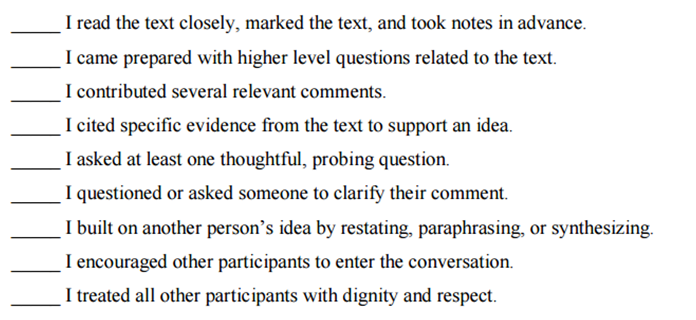 _____ I read the text closely, marked the text, and took notes in advance.
_____ I came prepared with higher level questions related to the text.
_____ I contributed several relevant comments.
_____ I cited specific evidence from the text to support an idea.
_____ I asked at least one thoughtful, probing question.
_____ I questioned or asked someone to clarify their comment.
_____ I built on another person’s idea by restating, paraphrasing, or synthesizing.
_____ I encouraged other participants to enter the conversation.
_____ I treated all other participants with dignity and respect.